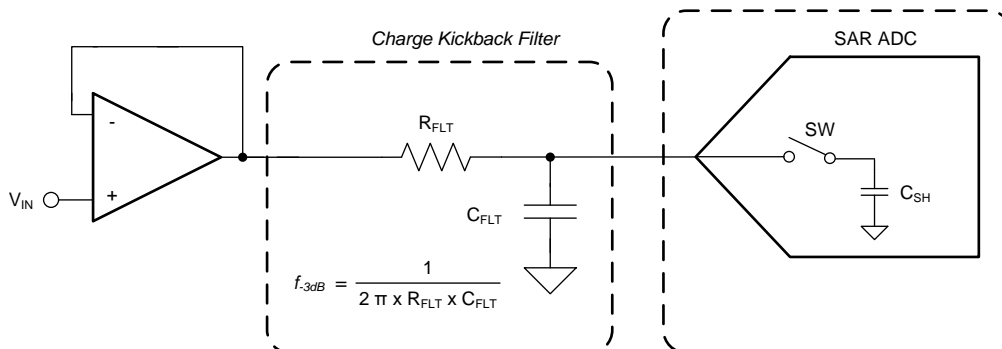 Charge Kickback Filter
SAR ADC
R_FLT
SW
-
+
V_IN
C_FLT
C_SH
f_-3dB = 1 / 2 π x R_FLT x C_FLT